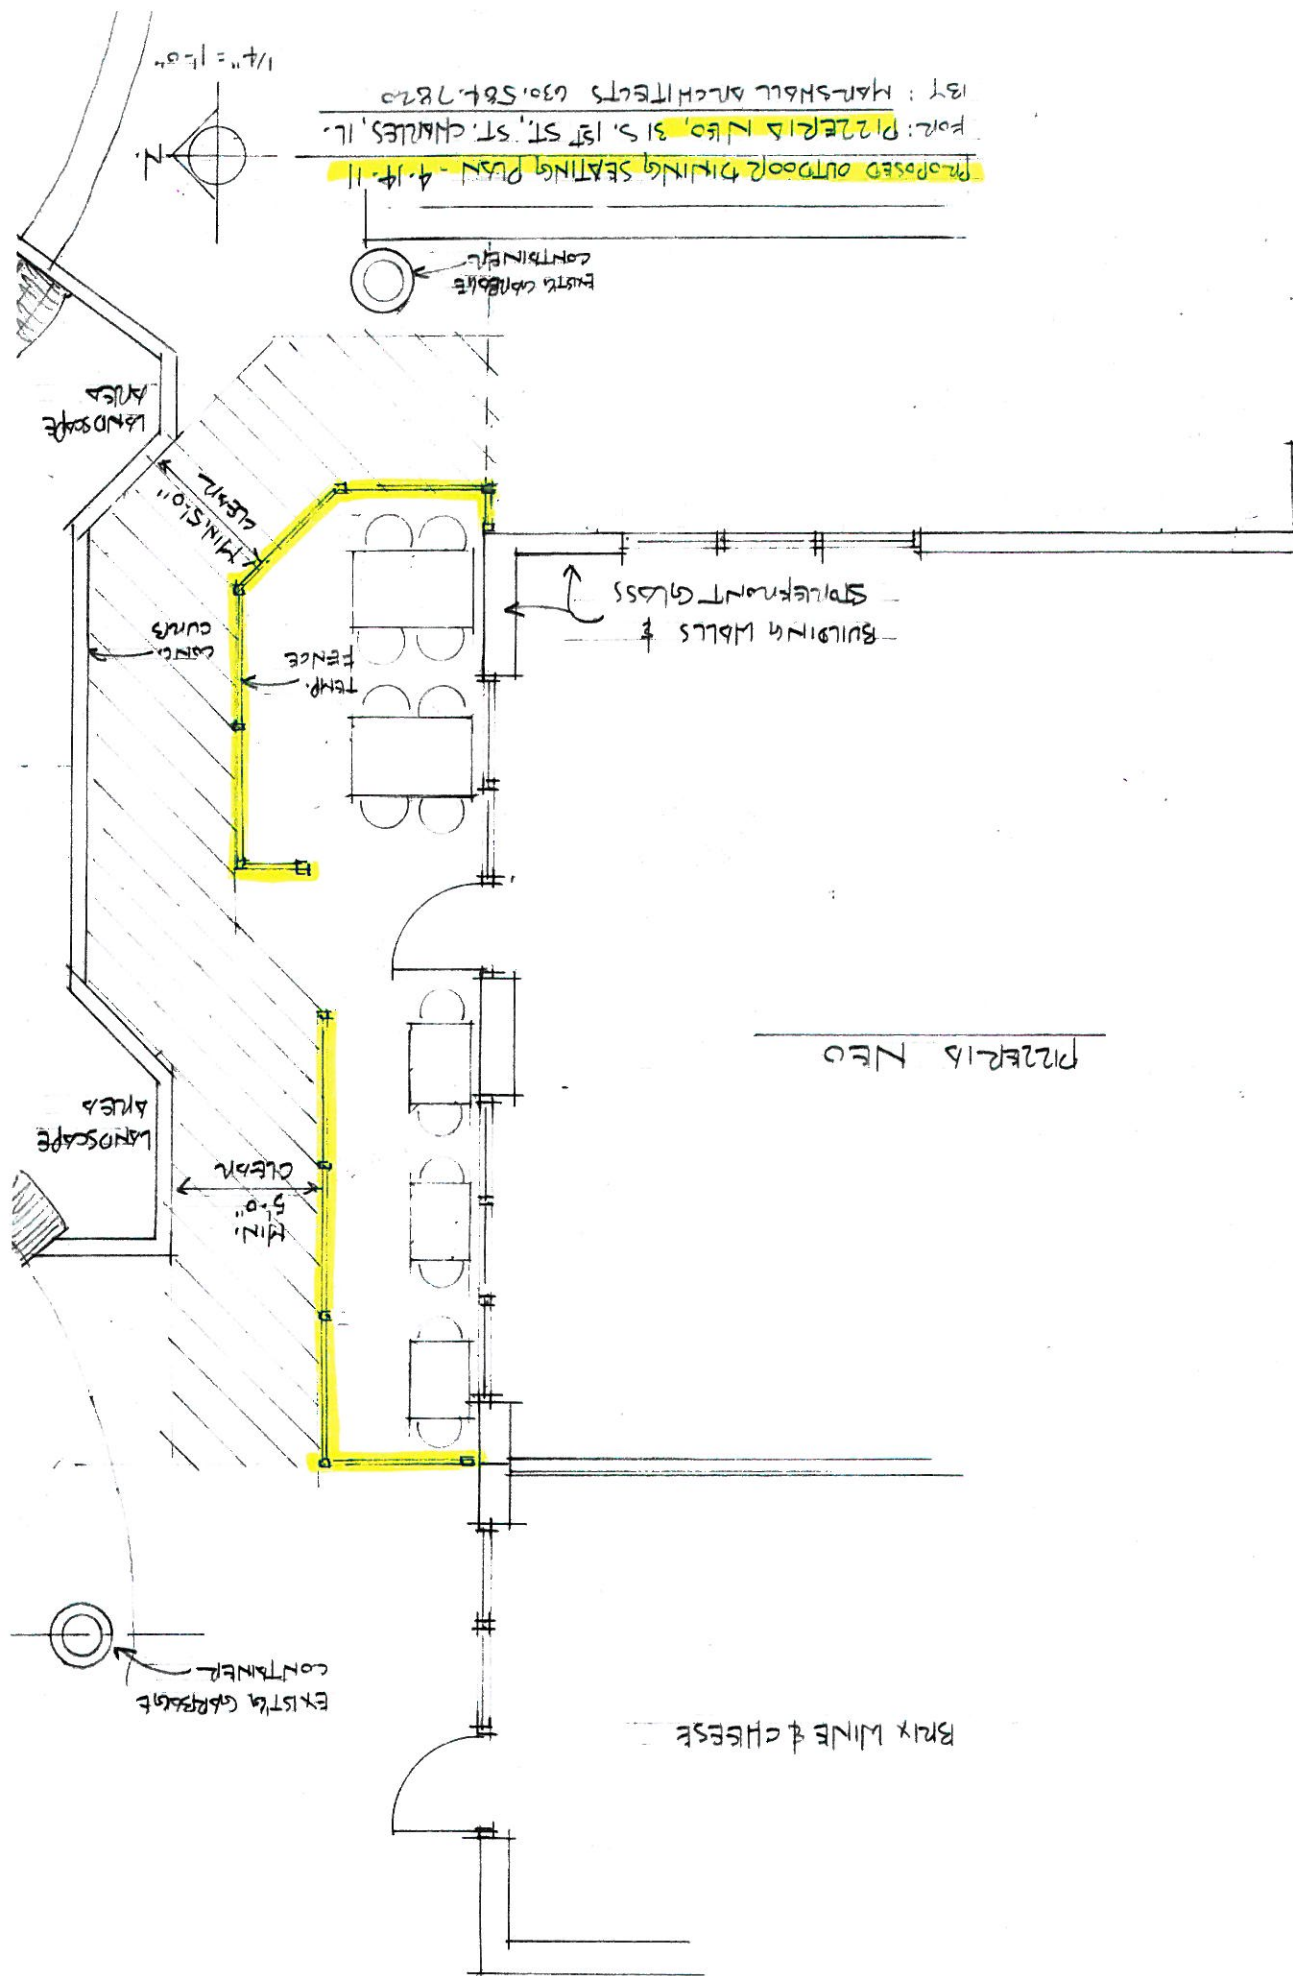 BRIX WINE & CHEESE
EXIST'G GARBAGE
CONTAINER
MIN.
5'-0"
CLEAR
LANDSCAPE
AREA
PIZZERIA NEO
TEMP.
FENCE
CONC.
CURB
BUILDING WALLS &
STOREFRONT GLASS
MIN. 5'-0"
CLEAR
LANDSCAPE
AREA
EXIST'G GARBAGE
CONTAINER
PROPOSED OUTDOOR DINING SEATING PLAN - 4.14.11
FOR: PIZZERIA NEO, 31 S. 1ST ST., ST. CHARLES, IL.
BY: MARSHALL ARCHITECTS 630.584.7820
N.
1/4" = 1'-0"